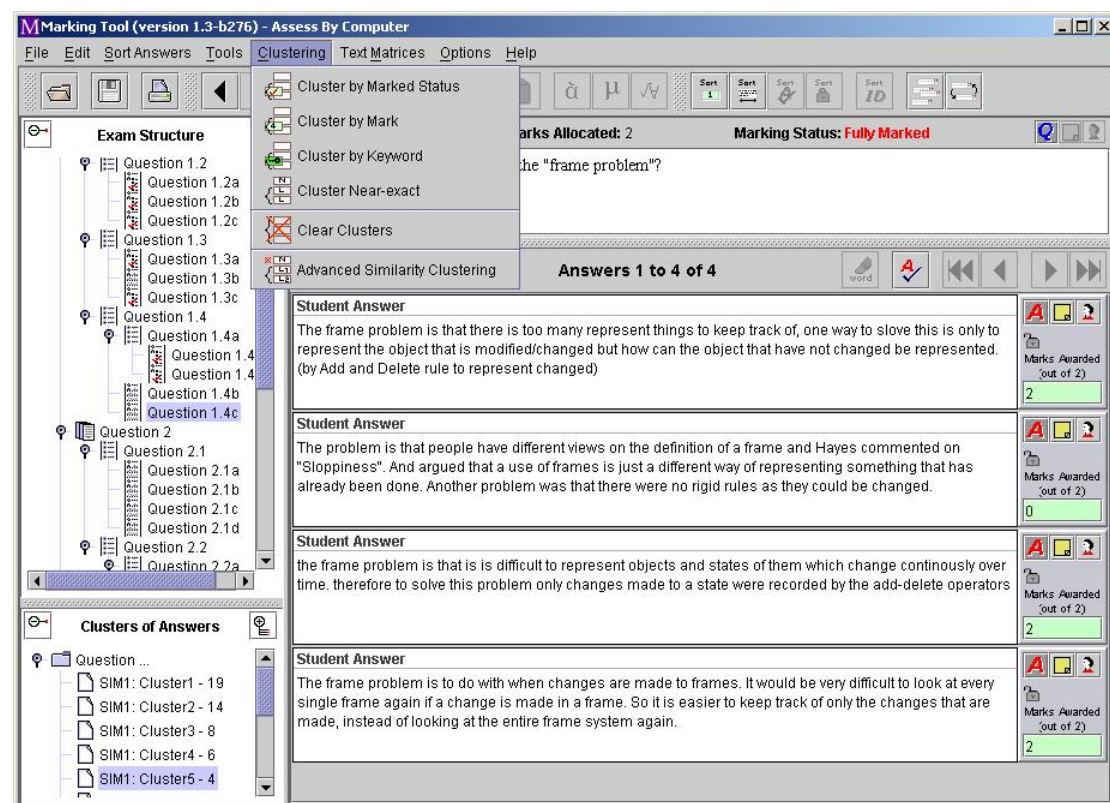 Marking Tool (version 1.3-b276) - Assess By Computer
File Edit Sort Answers Tools Clustering Text Matrices Options Help
Cluster by Marked Status
Cluster by Mark
Cluster by Keyword
Cluster Near-exact
Clear Clusters
Advanced Similarity Clustering
Sort 1
Sort
Sort
Sort
Sort ID
Exam Structure
Question 1.2
Question 1.2a
Question 1.2b
Question 1.2c
Question 1.3
Question 1.3a
Question 1.3b
Question 1.3c
Question 1.4
Question 1.4a
Question 1.4
Question 1.4
Question 1.4b
Question 1.4c
Question 2
Question 2.1
Question 2.1a
Question 2.1b
Question 2.1c
Question 2.1d
Question 2.2
Question 2.2a
Clusters of Answers
Question ...
SIM1: Cluster1 - 19
SIM1: Cluster2 - 14
SIM1: Cluster3 - 8
SIM1: Cluster4 - 6
SIM1: Cluster5 - 4
arks Allocated: 2 Marking Status: Fully Marked
the "frame problem"?
Answers 1 to 4 of 4
word
Student Answer
The frame problem is that there is too many represent things to keep track of, one way to slove this is only to
represent the object that is modified/changed but how can the object that have not changed be represented.
(by Add and Delete rule to represent changed)
Marks Awarded
(out of 2)
2
Student Answer
The problem is that people have different views on the definition of a frame and Hayes commented on
"Sloppiness". And argued that a use of frames is just a different way of representing something that has
already been done. Another problem was that there were no rigid rules as they could be changed.
Marks Awarded
(out of 2)
0
Student Answer
the frame problem is that is is difficult to represent objects and states of them which change continously over
time. therefore to solve this problem only changes made to a state were recorded by the add-delete operators
Marks Awarded
(out of 2)
2
Student Answer
The frame problem is to do with when changes are made to frames. It would be very difficult to look at every
single frame again if a change is made in a frame. So it is easier to keep track of only the changes that are
made, instead of looking at the entire frame system again.
Marks Awarded
(out of 2)
2